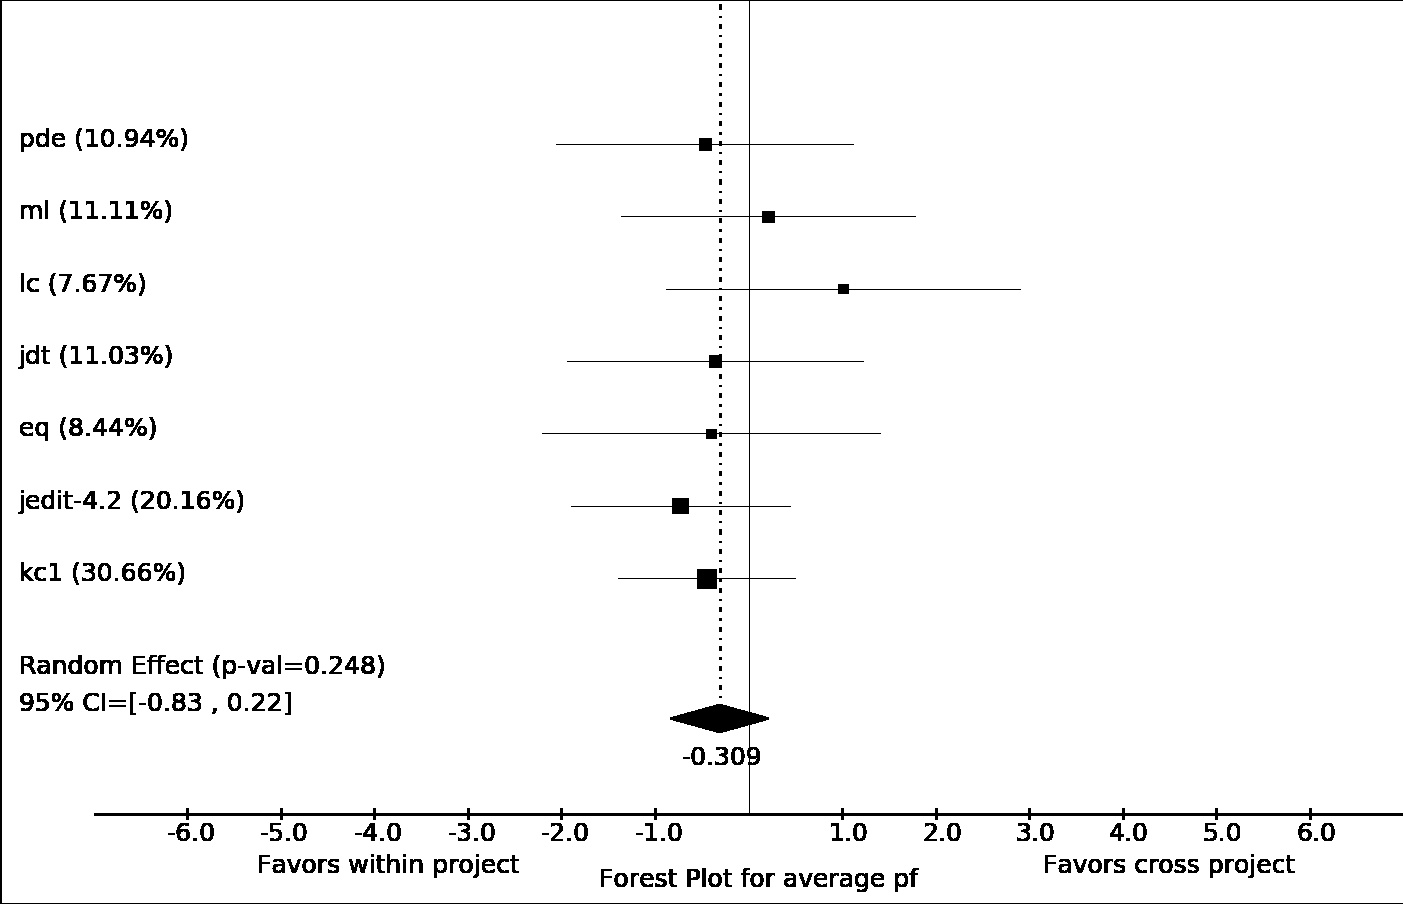 pde (10.94%)
ml (11.11%)
lc (7.67%)
jdt (11.03%)
eq (8.44%)
jedit-4.2 (20.16%)
kc1 (30.66%)
Random Effect (p-val=0.248)
95% CI=[-0.83 , 0.22]
-0.309
-6.0 -5.0 -4.0 -3.0 -2.0 -1.0 1.0 2.0 3.0 4.0 5.0 6.0
Favors within project Favors cross project
Forest Plot for average pf